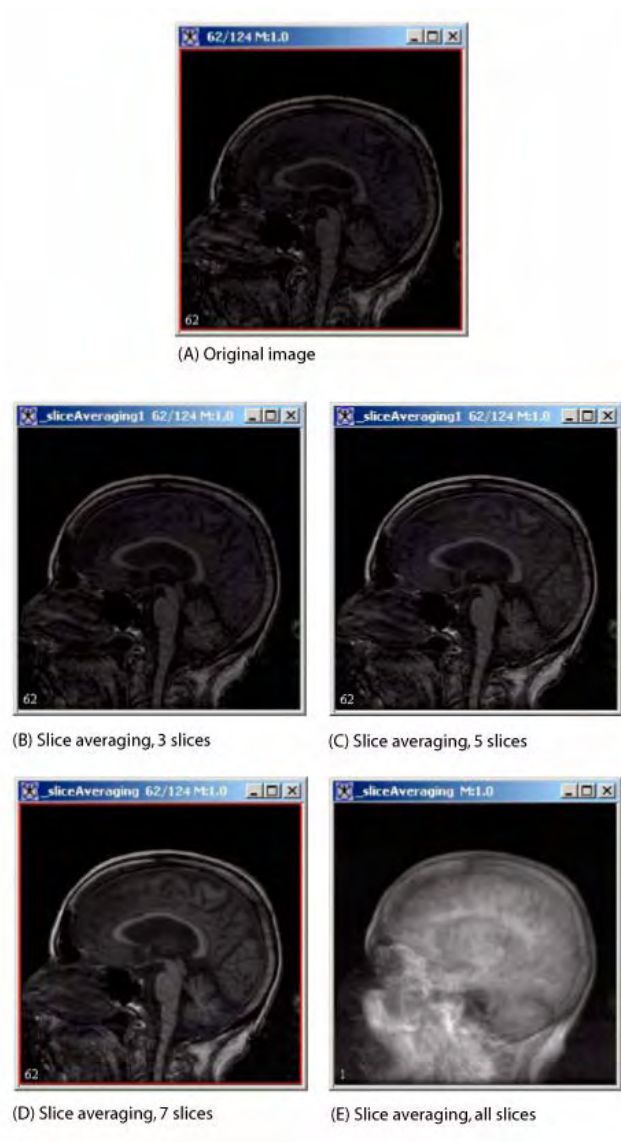 62/124 M:1.0
62
(A) Original image
_sliceAveraging1 62/124 M:1.0
62
(B) Slice averaging, 3 slices
_sliceAveraging1 62/124 M:1.0
62
(C) Slice averaging, 5 slices
_sliceAveraging 62/124 M:1.0
62
(D) Slice averaging, 7 slices
_sliceAveraging M:1.0
1
(E) Slice averaging, all slices